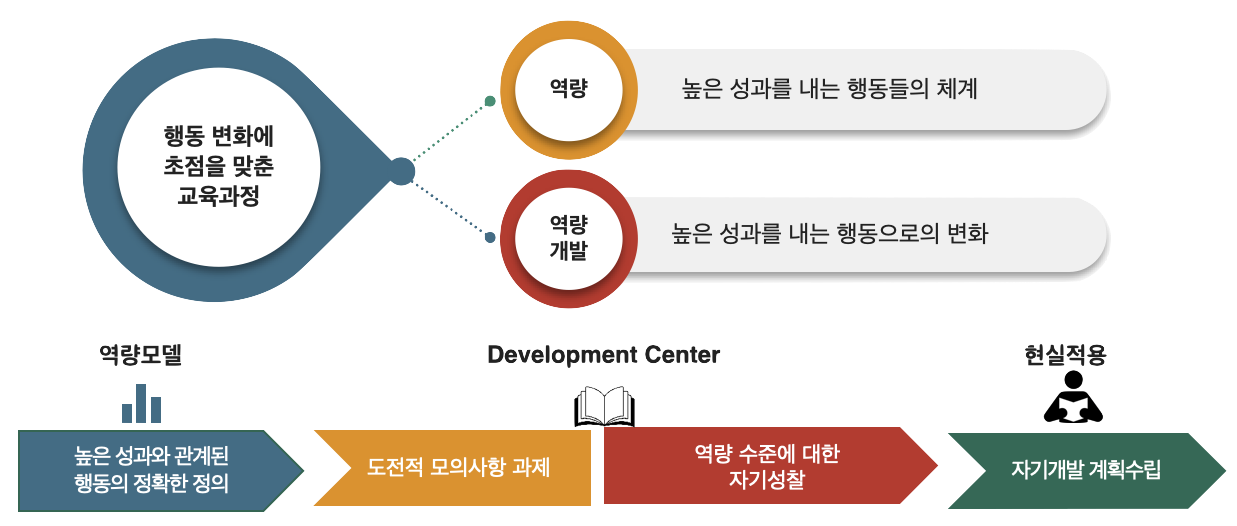 행동 변화에
초점을 맞춘
교육과정
역량
높은 성과를 내는 행동들의 체계
역량
개발
높은 성과를 내는 행동으로의 변화
역량모델
Development Center
현실적용
높은 성과와 관계된
행동의 정확한 정의
도전적 모의사항 과제
역량 수준에 대한
자기성찰
자기개발 계획수립